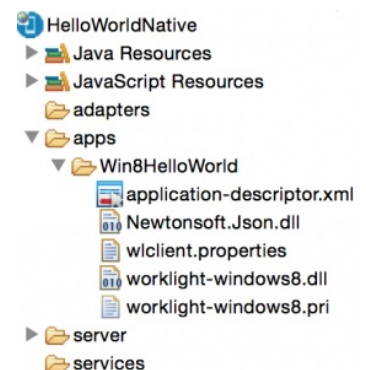 HelloWorldNative
Java Resources
JavaScript Resources
adapters
apps
Win8HelloWorld
application-descriptor.xml
Newtonsoft.Json.dll
wlclient.properties
worklight-windows8.dll
worklight-windows8.pri
server
services